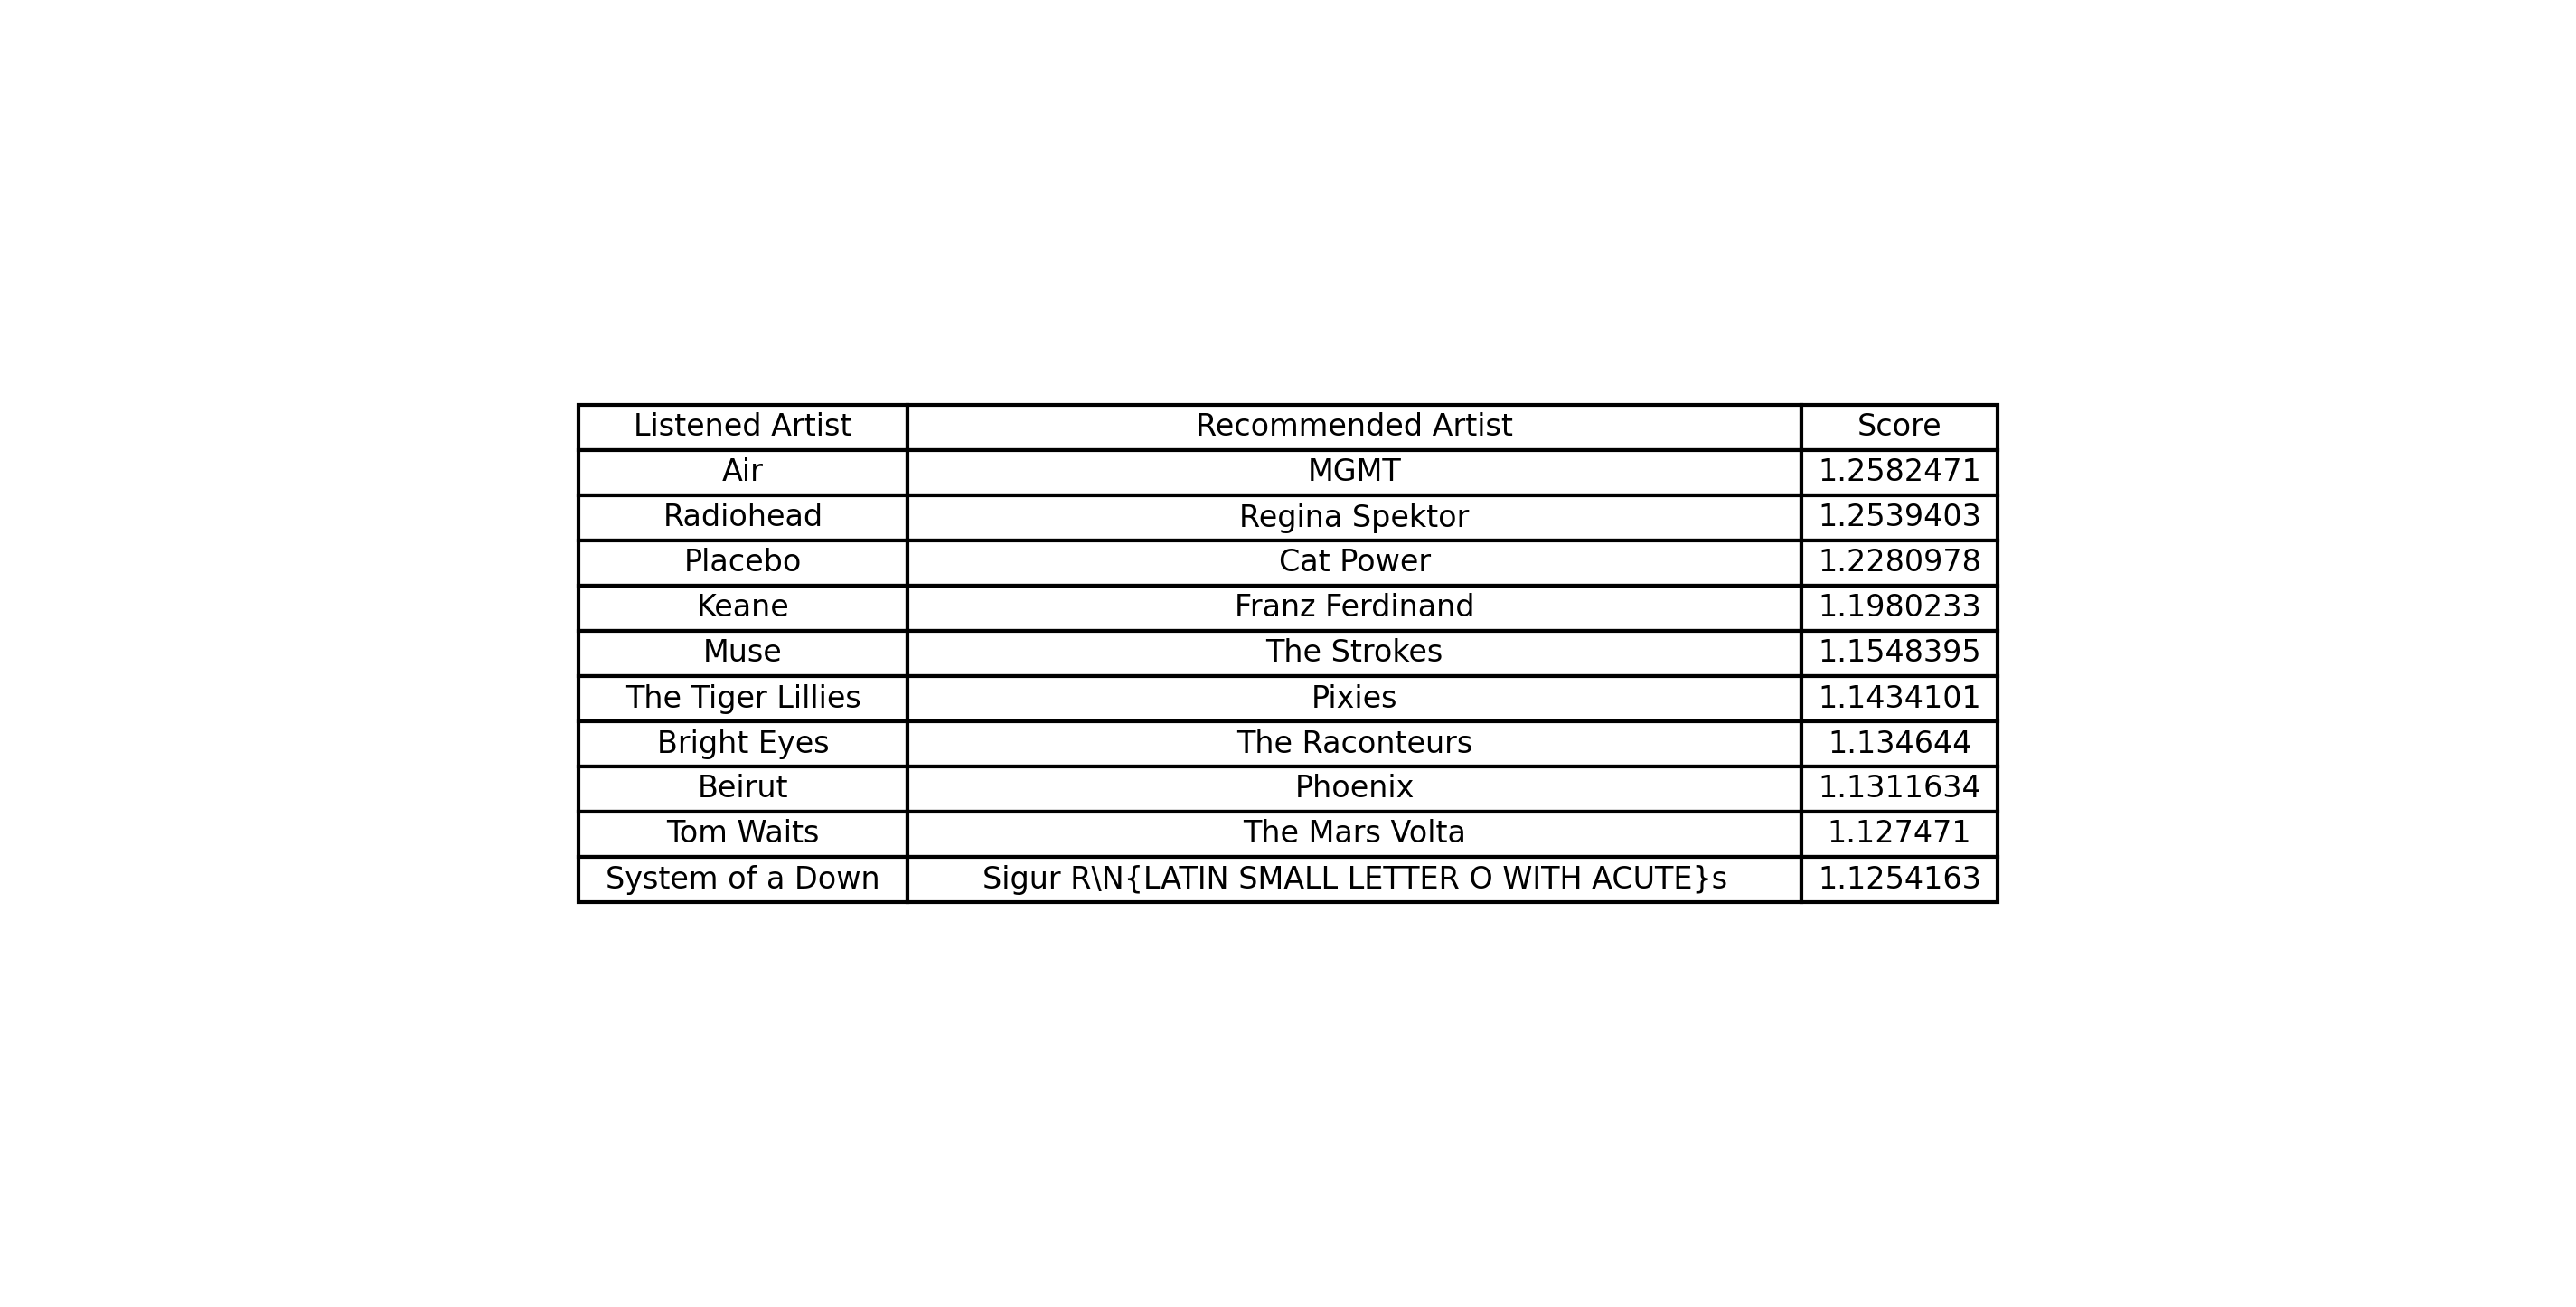 Listened Artist Recommended Artist Score
Air MGMT 1.2582471
Radiohead Regina Spektor 1.2539403
Placebo Cat Power 1.2280978
Keane Franz Ferdinand 1.1980233
Muse The Strokes 1.1548395
The Tiger Lillies Pixies 1.1434101
Bright Eyes The Raconteurs 1.134644
Beirut Phoenix 1.1311634
Tom Waits The Mars Volta 1.127471
System of a Down Sigur R\N{LATIN SMALL LETTER O WITH ACUTE}s 1.1254163